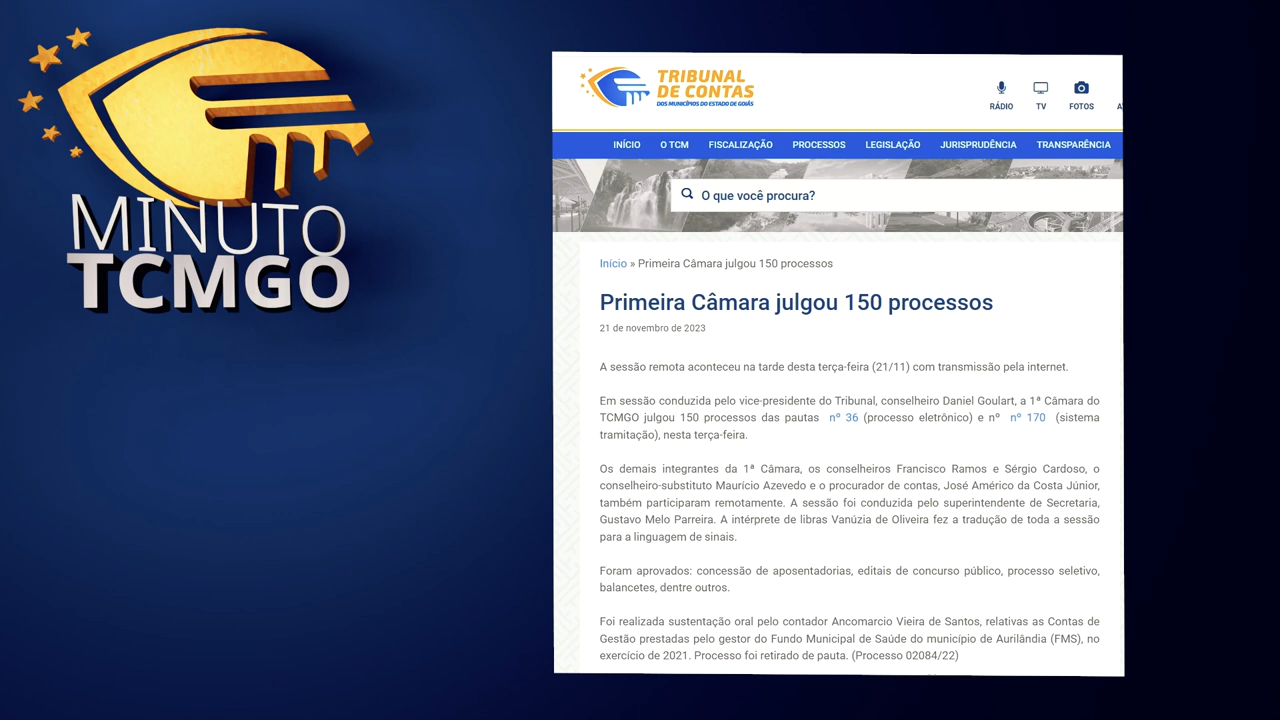 MINUTO
TCMGO
TRIBUNAL
DE CONTAS
DOS MUNICÍPIOS DO ESTADO DE GOIÁS
RÁDIO TV FOTOS
INÍCIO O TCM FISCALIZAÇÃO PROCESSOS LEGISLAÇÃO JURISPRUDÊNCIA TRANSPARÊNCIA
O que você procura?
Início » Primeira Câmara julgou 150 processos
Primeira Câmara julgou 150 processos
21 de novembro de 2023
A sessão remota aconteceu na tarde desta terça-feira (21/11) com transmissão pela internet.
Em sessão conduzida pelo vice-presidente do Tribunal, conselheiro Daniel Goulart, a 1ª Câmara do
TCMGO julgou 150 processos das pautas nº 36 (processo eletrônico) e nº nº 170 (sistema
tramitação), nesta terça-feira.
Os demais integrantes da 1ª Câmara, os conselheiros Francisco Ramos e Sérgio Cardoso, o
conselheiro-substituto Maurício Azevedo e o procurador de contas, José Américo da Costa Júnior,
também participaram remotamente. A sessão foi conduzida pelo superintendente de Secretaria,
Gustavo Melo Parreira. A intérprete de libras Vanúzia de Oliveira fez a tradução de toda a sessão
para a linguagem de sinais.
Foram aprovados: concessão de aposentadorias, editais de concurso público, processo seletivo,
balancetes, dentre outros.
Foi realizada sustentação oral pelo contador Ancomarcio Vieira de Santos, relativas as Contas de
Gestão prestadas pelo gestor do Fundo Municipal de Saúde do município de Aurilândia (FMS), no
exercício de 2021. Processo foi retirado de pauta. (Processo 02084/22)